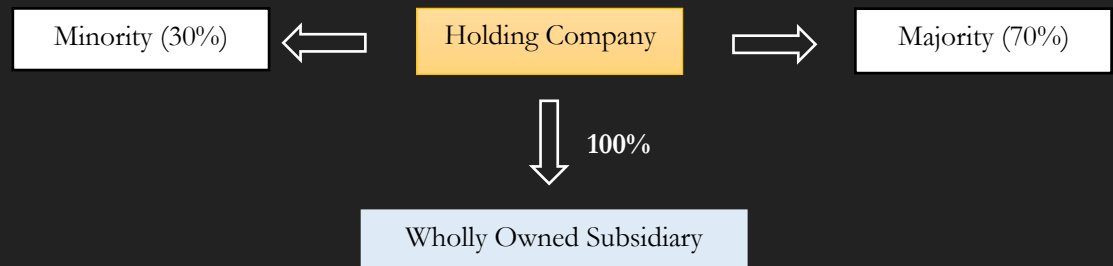 Minority (30%)
Holding Company
Majority (70%)
100%
Wholly Owned Subsidiary